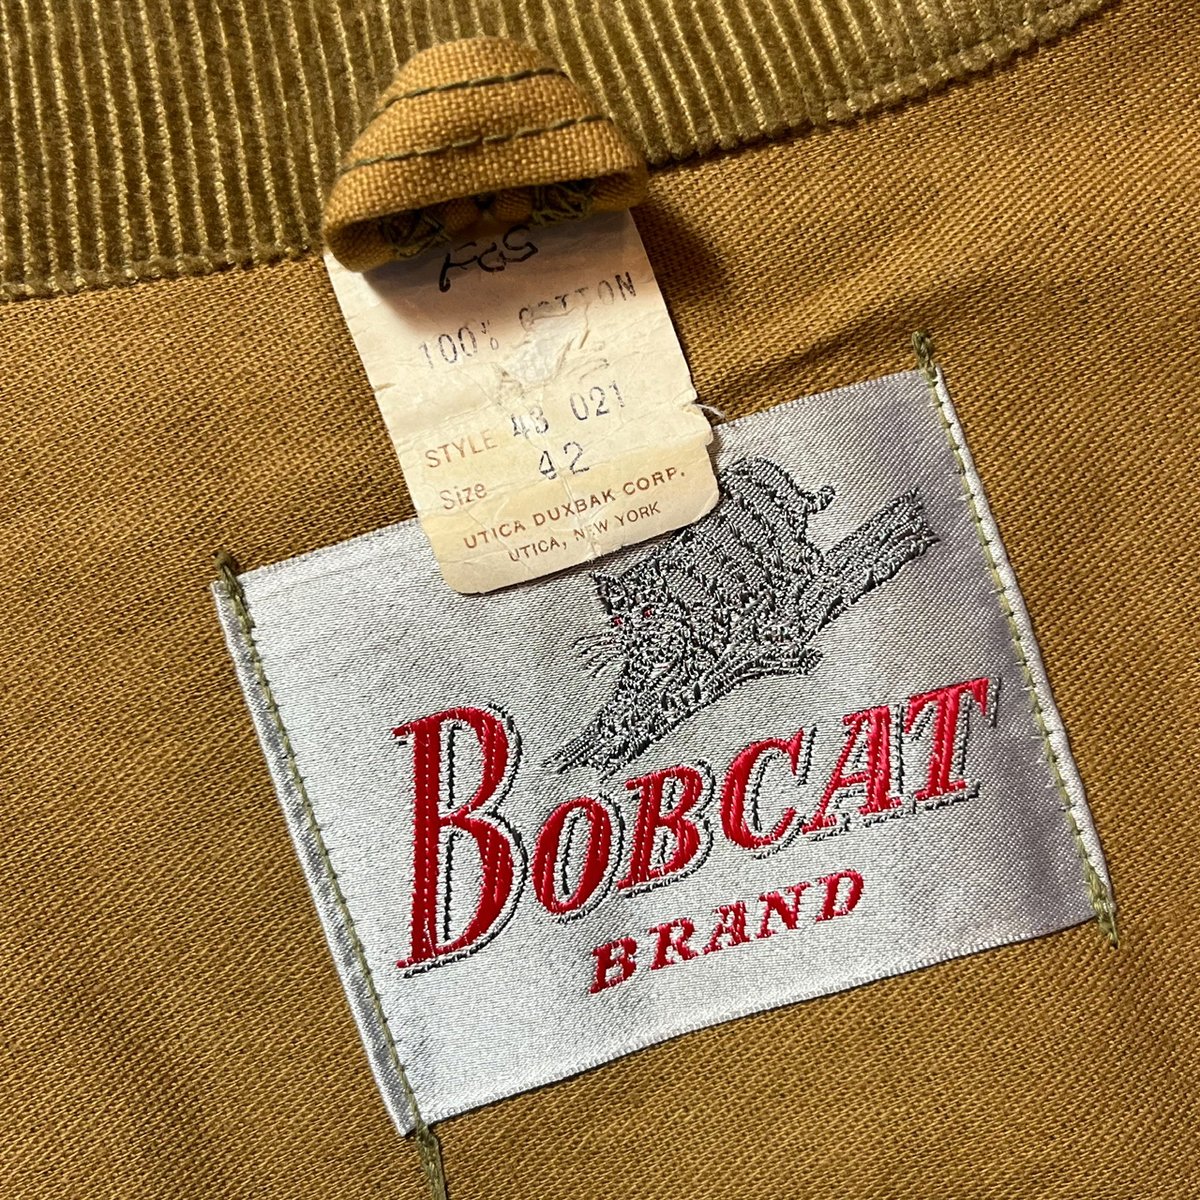 100% COTTON
STYLE 43 021
Size 42
UTICA DUXBAK CORP.
UTICA, NEW YORK
BOBCAT
BRAND